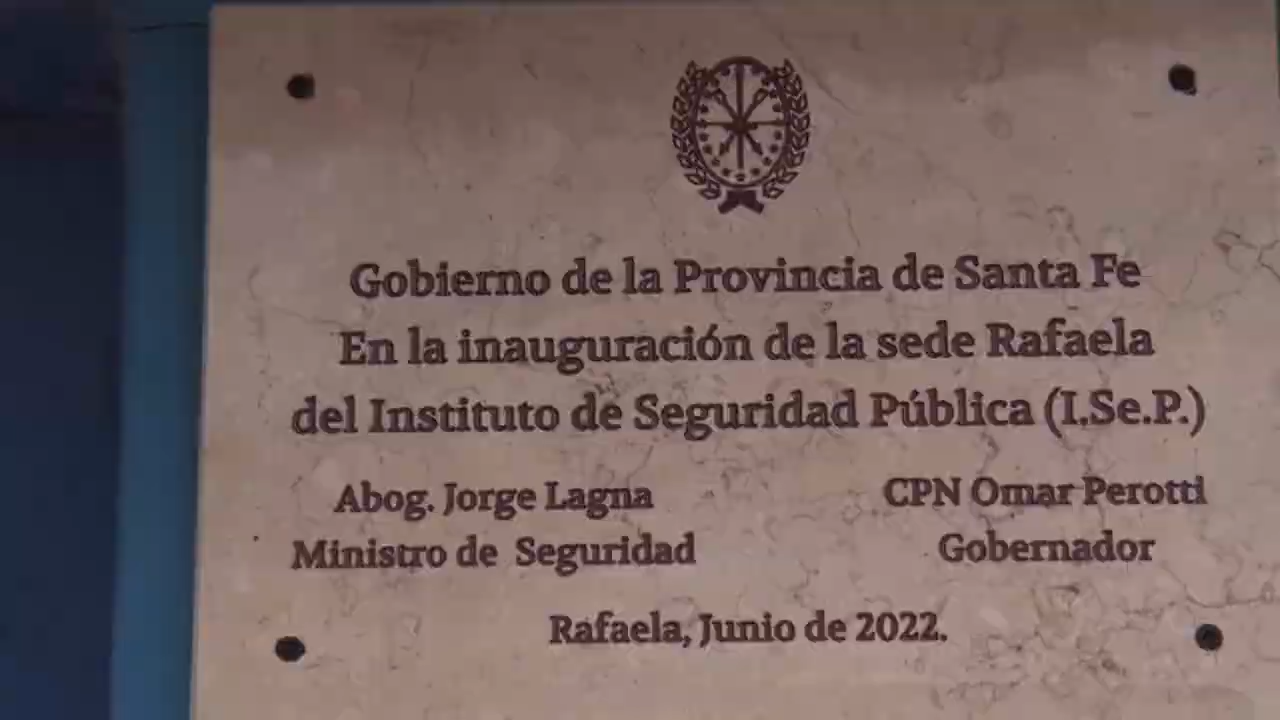 Gobierno de la Provincia de Santa Fe
En la inauguración de la sede Rafaela
del Instituto de Seguridad Pública (I.Se.P.)
Abog. Jorge Lagna
CPN Omar Perotti
Ministro de Seguridad
Gobernador
Rafaela, Junio de 2022.